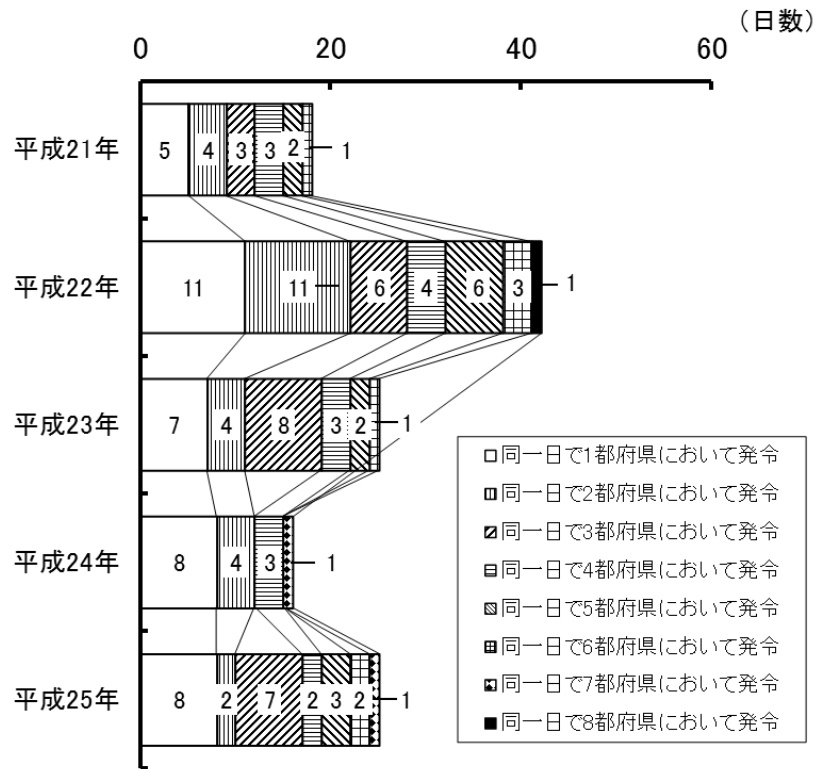 (日数)
0 20 40 60
平成21年 5 4 3 3 2 1
平成22年 11 11 6 4 6 3 1
平成23年 7 4 8 3 2 1
平成24年 8 4 3 1
平成25年 8 2 7 2 3 2 1
同一日で1都府県において発令
同一日で2都府県において発令
同一日で3都府県において発令
同一日で4都府県において発令
同一日で5都府県において発令
同一日で6都府県において発令
同一日で7都府県において発令
同一日で8都府県において発令